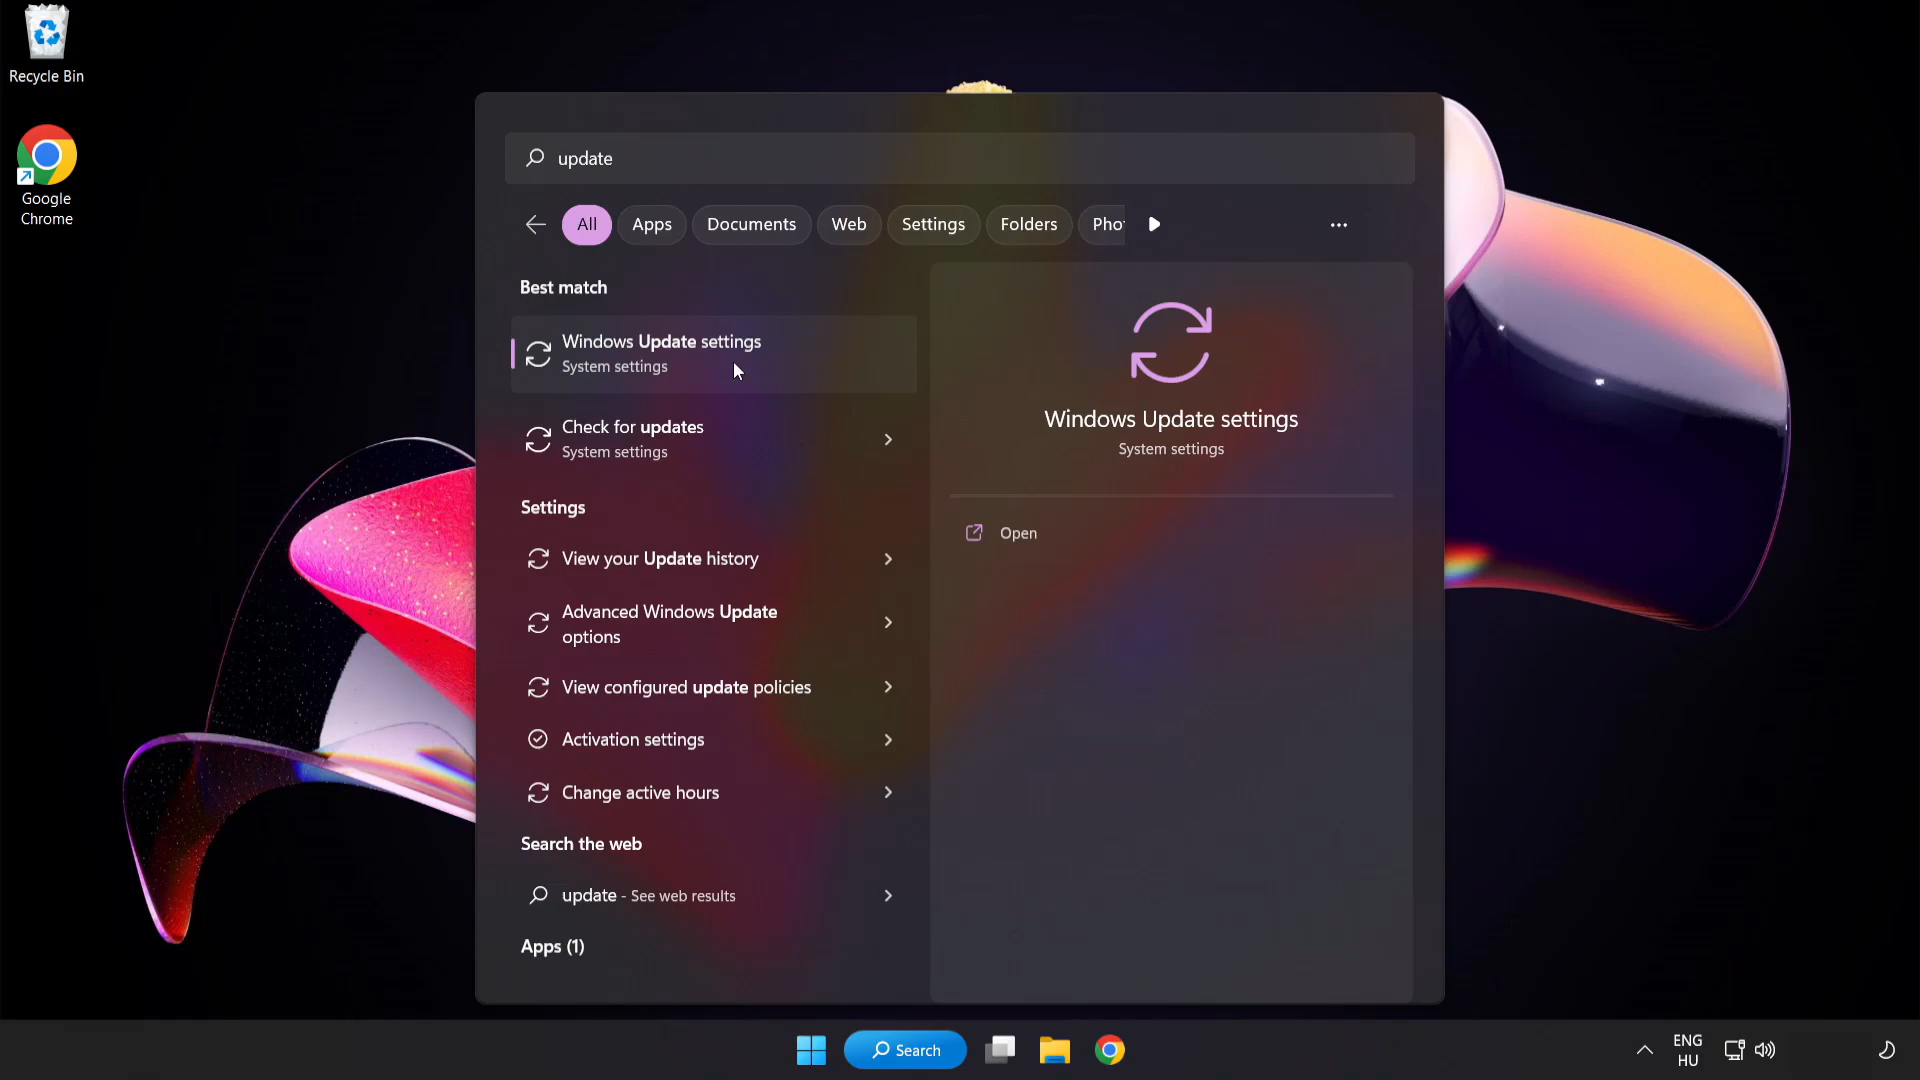 Recycle Bin
Google
Chrome
update
All
Apps
Documents
Web
Settings
Folders
Pho
Best match
Windows Update settings
System settings
Check for updates
System settings
Settings
View your Update history
Advanced Windows Update
options
View configured update policies
Activation settings
Change active hours
Search the web
update - See web results
Apps (1)
Windows Update settings
System settings
Open
Search
ENG
HU